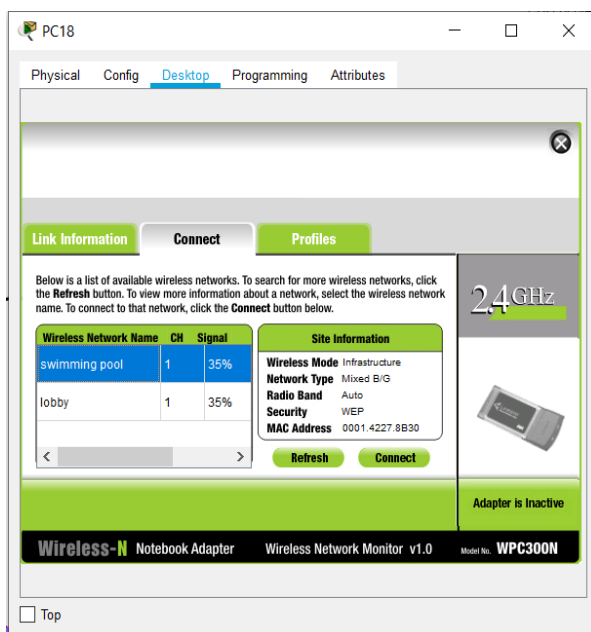 PC18
Physical Config Desktop Programming Attributes
Link Information Connect Profiles
Below is a list of available wireless networks. To search for more wireless networks, click
the Refresh button. To view more information about a network, select the wireless network
name. To connect to that network, click the Connect button below.
2.4GHz
Wireless Network Name CH Signal
swimming pool 1 35%
lobby 1 35%
Site Information
Wireless Mode Infrastructure
Network Type Mixed B/G
Radio Band Auto
Security WEP
MAC Address 0001.4227.8B30
Refresh Connect
Adapter is Inactive
Wireless-N Notebook Adapter Wireless Network Monitor v1.0 Model No. WPC300N
Top